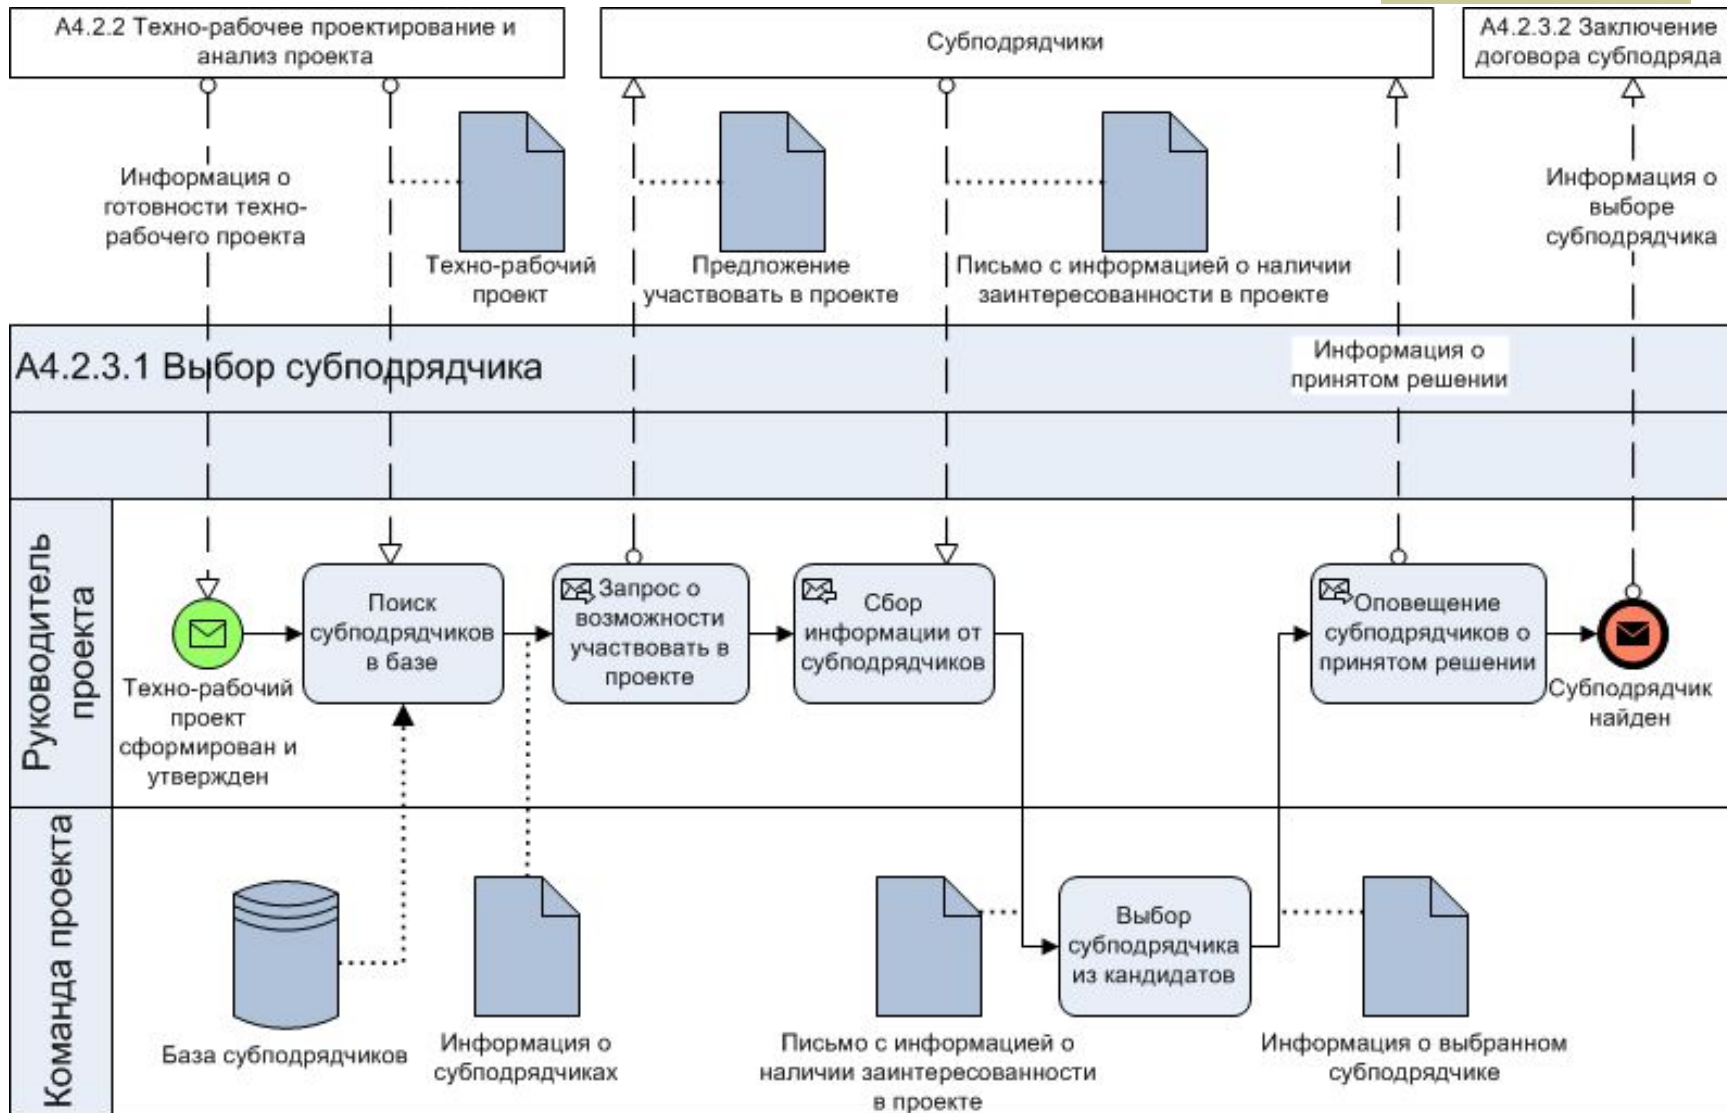 А4.2.2 Техно-рабочее проектирование и
анализ проекта
Субподрядчики
А4.2.3.2 Заключение
договора субподряда
Информация о
готовности техно-
рабочего проекта
Техно-рабочий
проект
Предложение
участвовать в проекте
Письмо с информацией о наличии
заинтересованности в проекте
Информация о
выборе
субподрядчика
А4.2.3.1 Выбор субподрядчика
Информация о
принятом решении
Руководитель
проекта
Техно-рабочий
проект
сформирован и
утвержден
Поиск
субподрядчиков
в базе
Запрос о
возможности
участвовать в
проекте
Сбор
информации от
субподрядчиков
Оповещение
субподрядчиков о
принятом решении
Субподрядчик
найден
Команда проекта
База субподрядчиков
Информация о
субподрядчиках
Письмо с информацией о
наличии заинтересованности
в проекте
Выбор
субподрядчика
из кандидатов
Информация о выбранном
субподрядчике